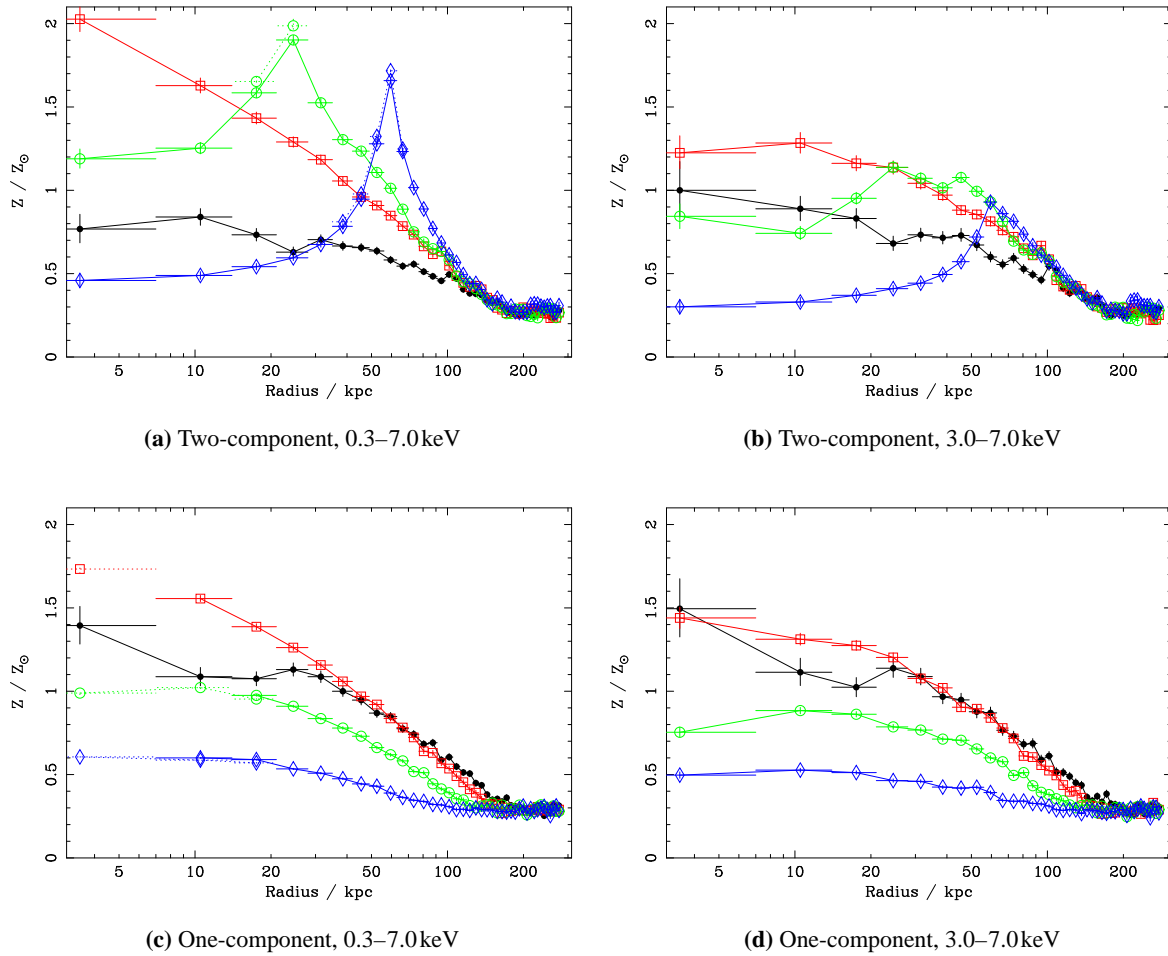 2
1.5
1
0.5
0
Z / Z⊙
5 10 20 50 100 200
Radius / kpc
(a) Two-component, 0.3–7.0 keV
2
1.5
1
0.5
0
Z / Z⊙
5 10 20 50 100 200
Radius / kpc
(b) Two-component, 3.0–7.0 keV
2
1.5
1
0.5
0
Z / Z⊙
5 10 20 50 100 200
Radius / kpc
(c) One-component, 0.3–7.0 keV
2
1.5
1
0.5
0
Z / Z⊙
5 10 20 50 100 200
Radius / kpc
(d) One-component, 3.0–7.0 keV